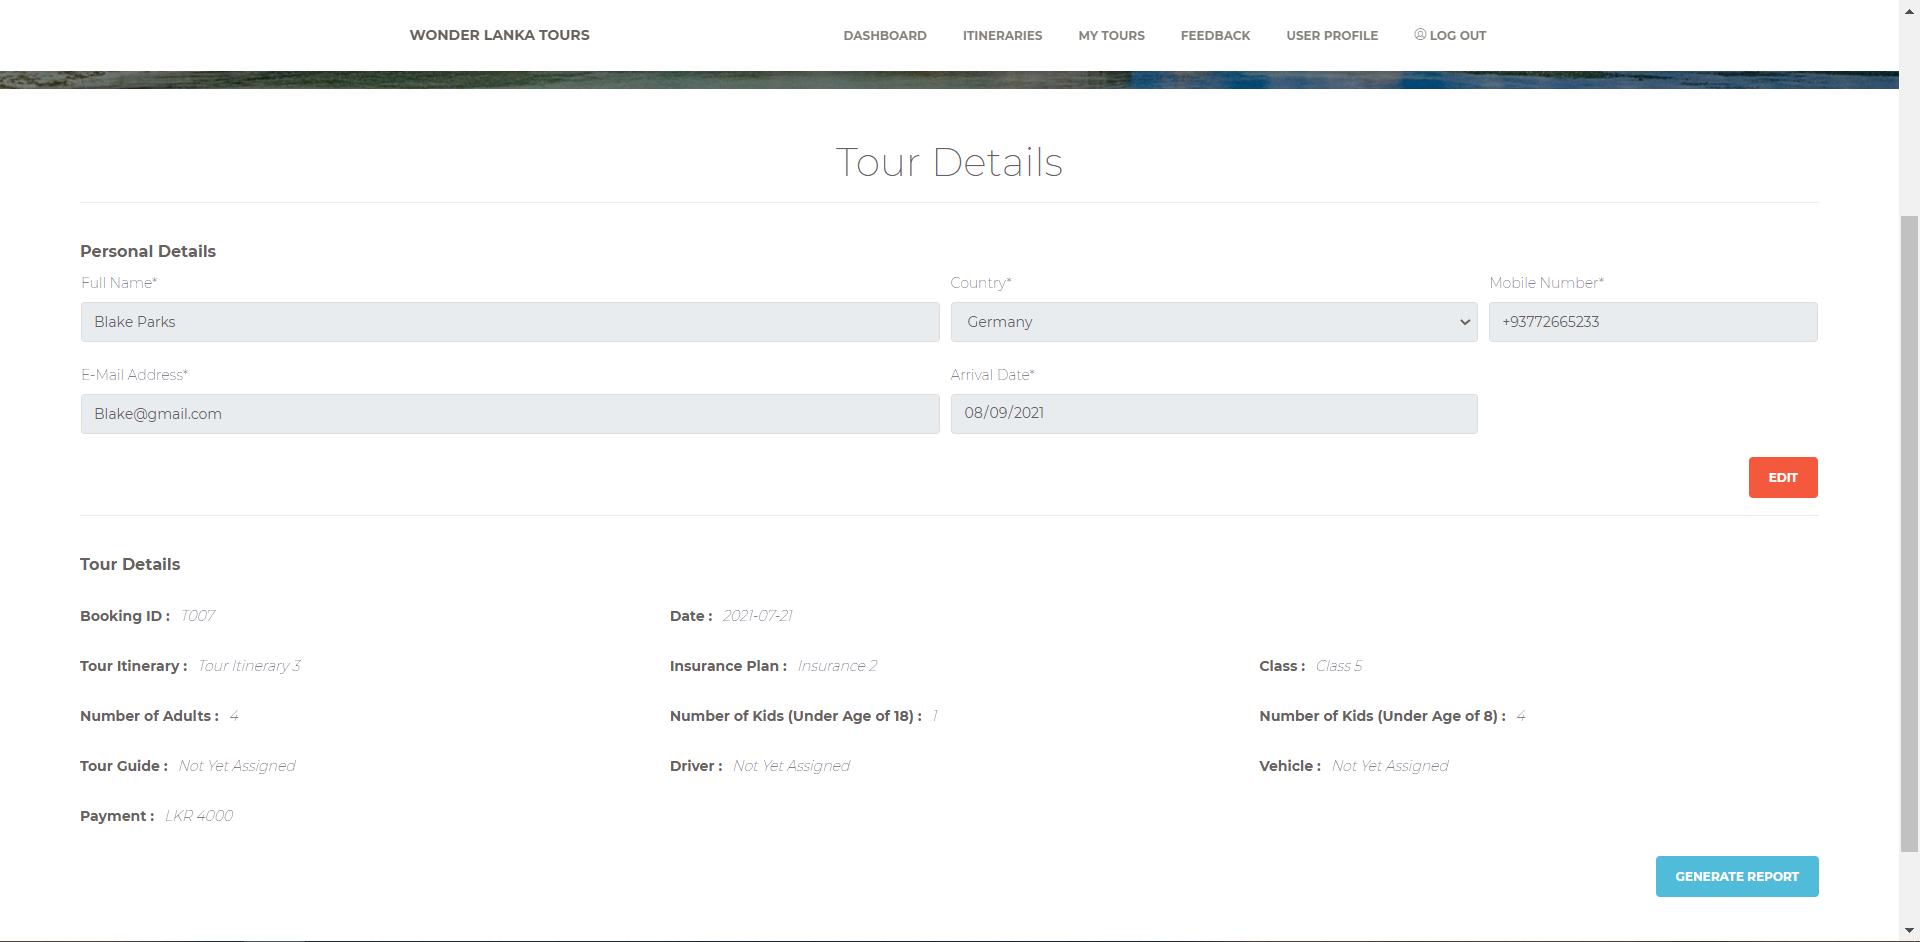 WONDER LANKA TOURS DASHBOARD ITINERARIES MY TOURS FEEDBACK USER PROFILE LOG OUT
Tour Details
Personal Details
Full Name* Country* Mobile Number*
Blake Parks Germany +93772665233
E-Mail Address* Arrival Date*
Blake@gmail.com 08/09/2021
EDIT
Tour Details
Booking ID : T007 Date : 2021-07-21
Tour Itinerary : Tour Itinerary 3 Insurance Plan : Insurance 2 Class : Class 5
Number of Adults : 4 Number of Kids (Under Age of 18) : 1 Number of Kids (Under Age of 8) : 4
Tour Guide : Not Yet Assigned Driver : Not Yet Assigned Vehicle : Not Yet Assigned
Payment : LKR 4000
GENERATE REPORT